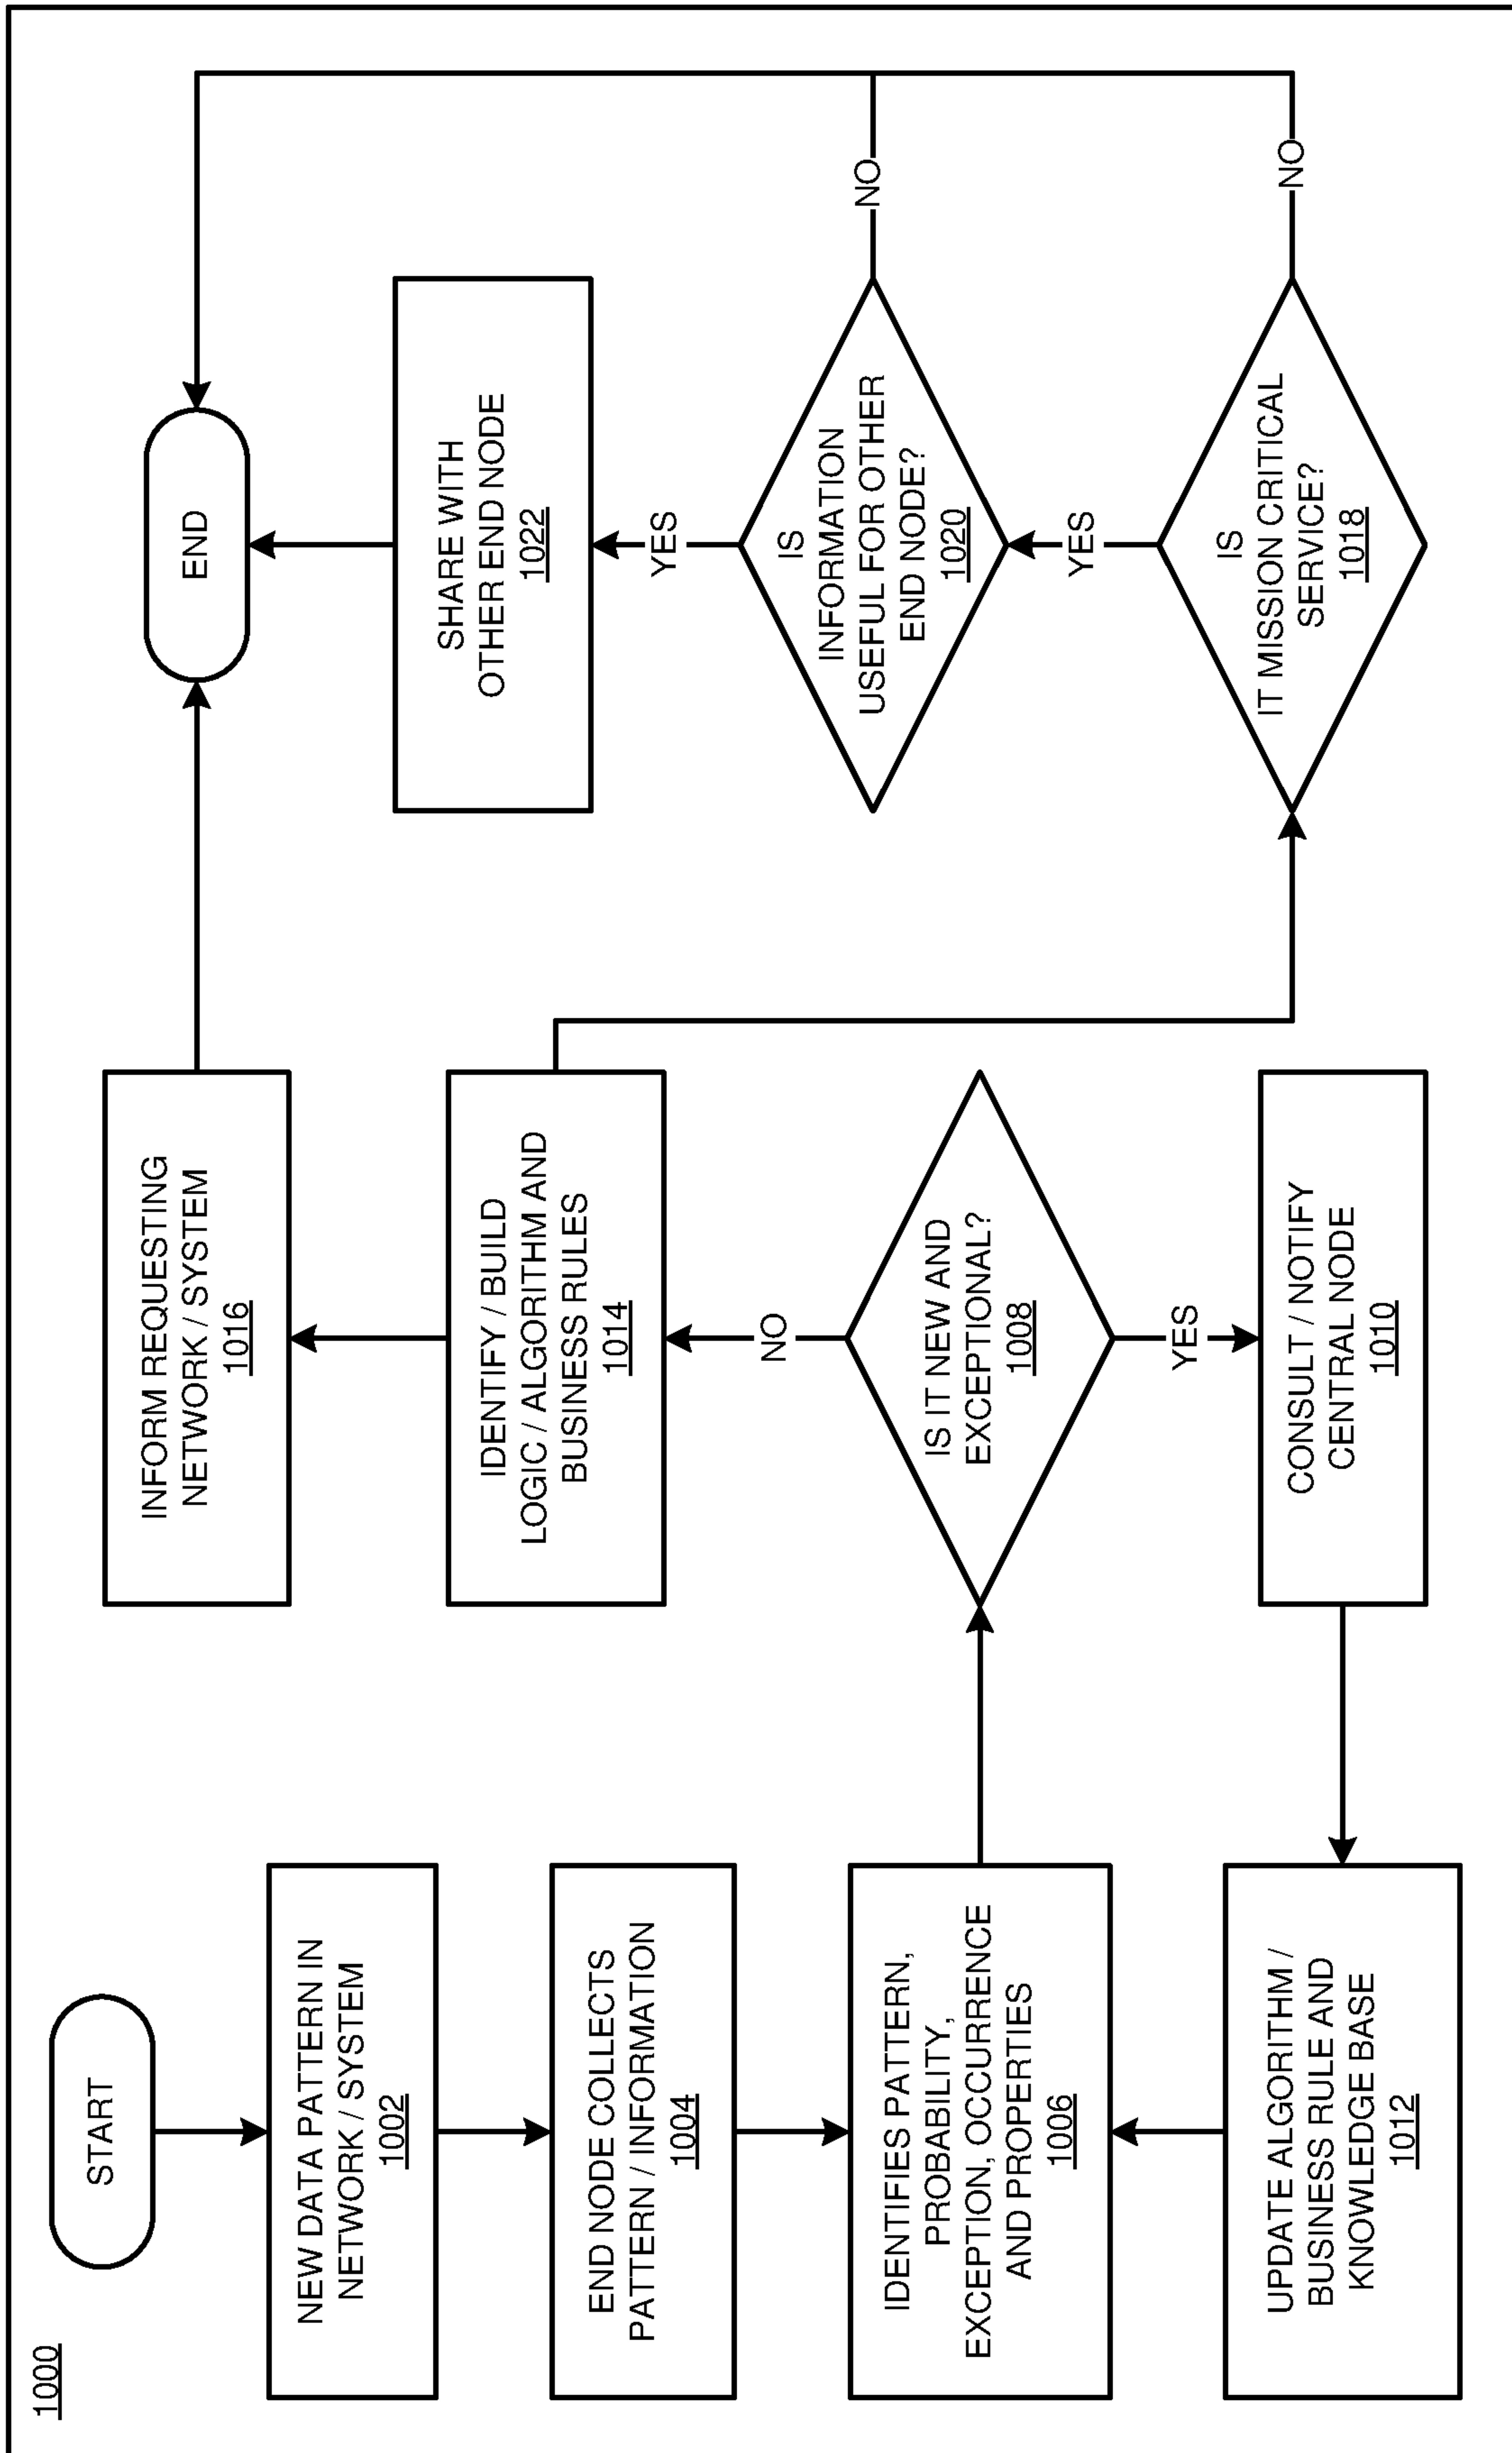 1000
START
NEW DATA PATTERN IN
NETWORK / SYSTEM
1002
END NODE COLLECTS
PATTERN / INFORMATION
1004
IDENTIFIES PATTERN,
PROBABILITY,
EXCEPTION, OCCURRENCE
AND PROPERTIES
1006
UPDATE ALGORITHM /
BUSINESS RULE AND
KNOWLEDGE BASE
1012
INFORM REQUESTING
NETWORK / SYSTEM
1016
IDENTIFY / BUILD
LOGIC / ALGORITHM AND
BUSINESS RULES
1014
NO
IS IT NEW AND
EXCEPTIONAL?
1008
YES
CONSULT / NOTIFY
CENTRAL NODE
1010
END
SHARE WITH
OTHER END NODE
1022
YES
IS
INFORMATION
USEFUL FOR OTHER
END NODE?
1020
NO
YES
IS
IT MISSION CRITICAL
SERVICE?
1018
NO